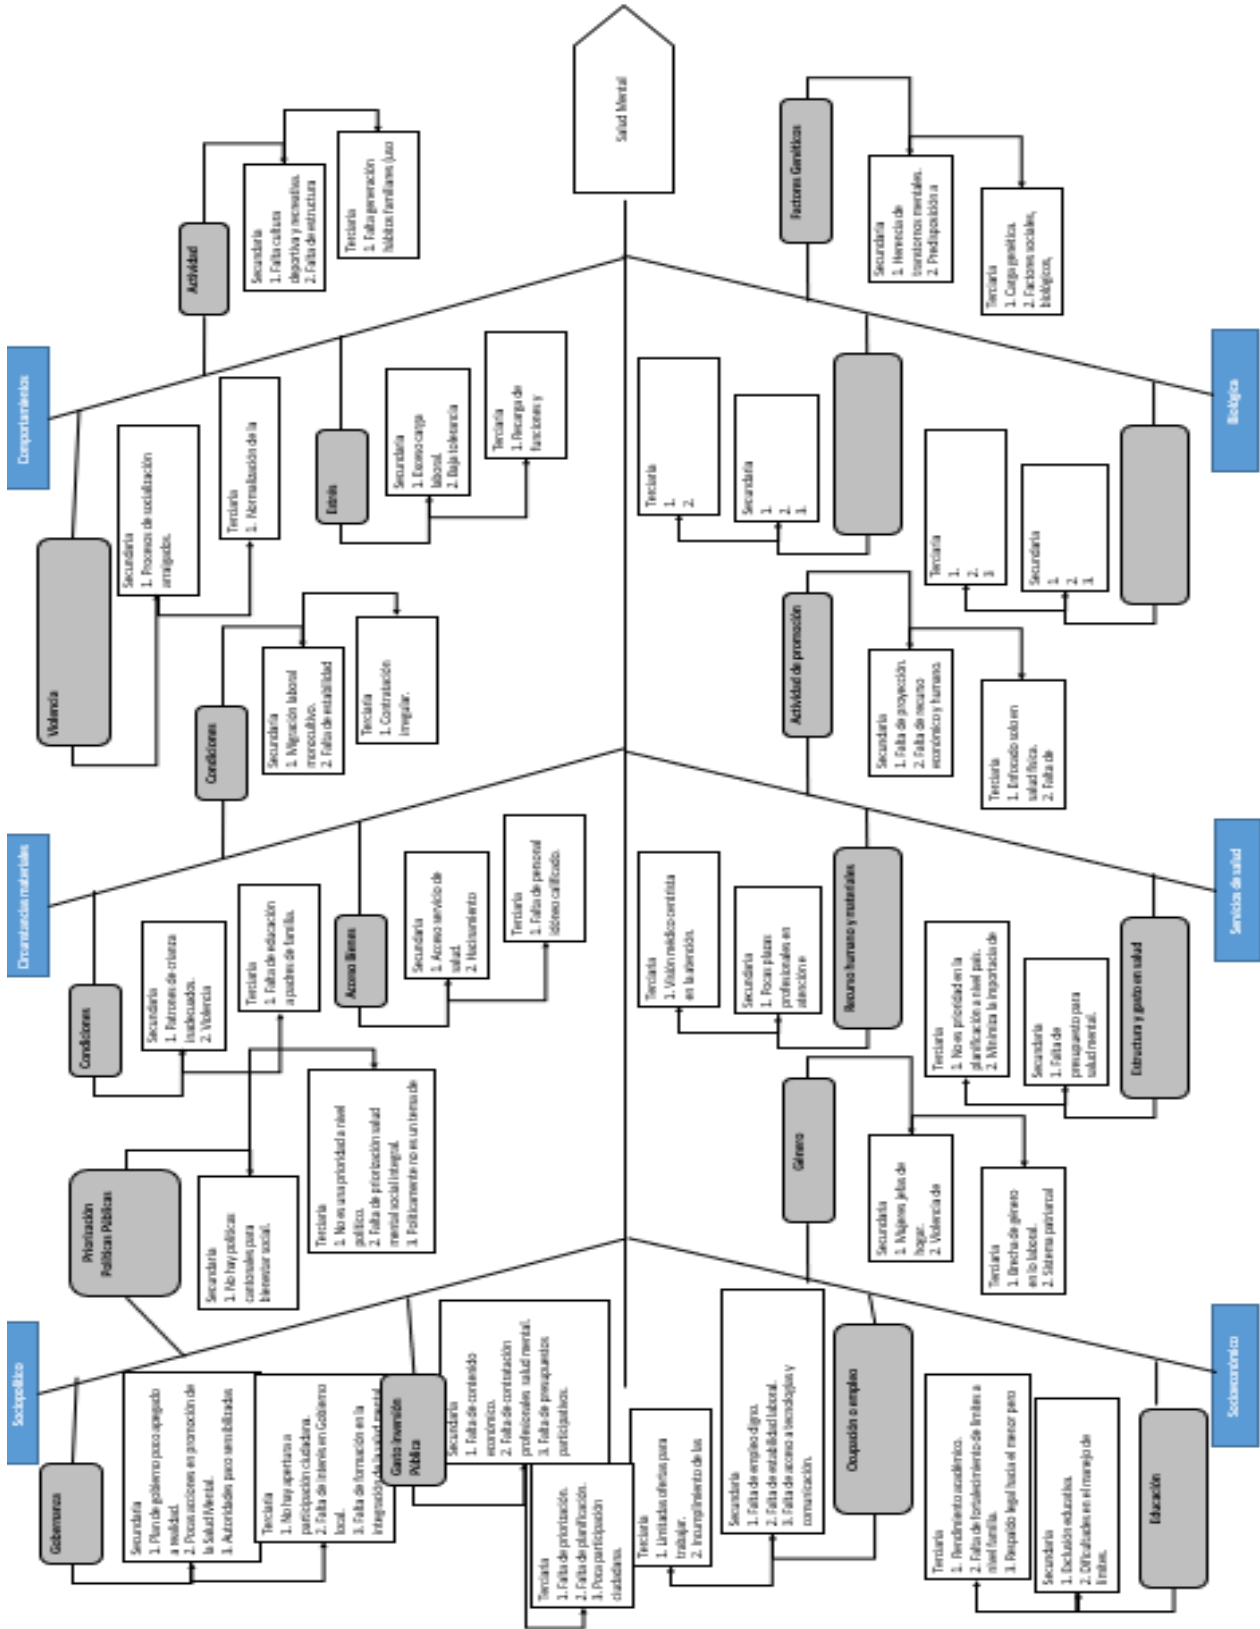 Sociopolítico
Gobernanza
Secundaria
1. Plan de gobierno poco apegado
a realidad.
2. Pocas acciones en promoción de
la Salud Mental.
3. Autoridades poco sensibilizadas
Terciaria
1. No hay apertura a
participación ciudadana.
2. Falta de interés en Gobierno
local.
3. Falta de formación en la
integración de la salud mental
Priorización
Políticas Públicas
Secundaria
1. No hay políticas
cantonales para
bienestar social.
Terciaria
1. No es una prioridad a nivel
político.
2. Falta de priorización salud
mental social integral.
3. Políticamente no es un tema de
Gasto Inversión
Pública
Secundaria
1. Falta de contenido
económico.
2. Falta de contratación
profesionales salud mental.
3. Falta de presupuestos
participativos.
Terciaria
1. Falta de priorización.
2. Falta de planificación.
3. Poca participación
ciudadana.
Circunstancias materiales
Condiciones
Secundaria
1. Patrones de crianza
inadecuados.
2. Violencia
Terciaria
1. Falta de educación
a padres de familia.
Condiciones
Secundaria
1. Migración laboral
monocultivo.
2. Falta de estabilidad
Terciaria
1. Contratación
irregular.
Acceso Bienes
Secundaria
1. Acceso servicio de
salud.
2. Hacinamiento
Terciaria
1. Falta de personal
idóneo calificado.
Comportamientos
Violencia
Secundaria
1. Procesos de socialización
arraigados.
Terciaria
1. Normalización de la
Actividad
Secundaria
1. Falta cultura
deportiva y recreativa.
2. Falta de estructura
Terciaria
1. Falta generación
hábitos familiares (uso
Estrés
Secundaria
1. Exceso carga
laboral.
2. Baja tolerancia
Terciaria
1. Recarga de
funciones y
Salud Mental
Terciaria
1. Limitadas ofertas para
trabajar.
2. Incumplimiento de las
Secundaria
1. Falta de empleo digno.
2. Falta de estabilidad laboral.
3. Falta de acceso a tecnologías y
comunicación.
Ocupación o empleo
Género
Secundaria
1. Mujeres jefas de
hogar.
2. Violencia de
Terciaria
1. Brecha de género
en lo laboral.
2. Sistema patriarcal
Terciaria
1. Rendimiento académico.
2. Falta de fortalecimiento de límites a
nivel familia.
3. Respaldo legal hacia el menor pero
Secundaria
1. Exclusión educativa.
2. Dificultades en el manejo de
límites.
Educación
Socioeconómico
Terciaria
1. Visión médico centrista
en la atención.
Secundaria
1. Pocas plazas
profesionales en
atención e
Recurso humano y materiales
Actividad de promoción
Secundaria
1. Falta de proyección.
2. Falta de recurso
económico y humano.
Terciaria
1. Enfocado solo en
salud física.
2. Falta de
Terciaria
1. No es prioridad en la
planificación a nivel país.
2. Minimiza la importacia de
Secundaria
1. Falta de
presupuesto para
salud mental.
Estructura y gasto en salud
Servicios de salud
Terciaria
1.
2.
Secundaria
1.
2.
3.
Factores Genéticos
Secundaria
1. Herencia de
transtornos mentales.
2. Predisposición a
Terciaria
1. Carga genética.
2. Factores sociales,
biológicos,
Terciaria
1.
2.
3
Secundaria
1.
2.
3.
Biológica